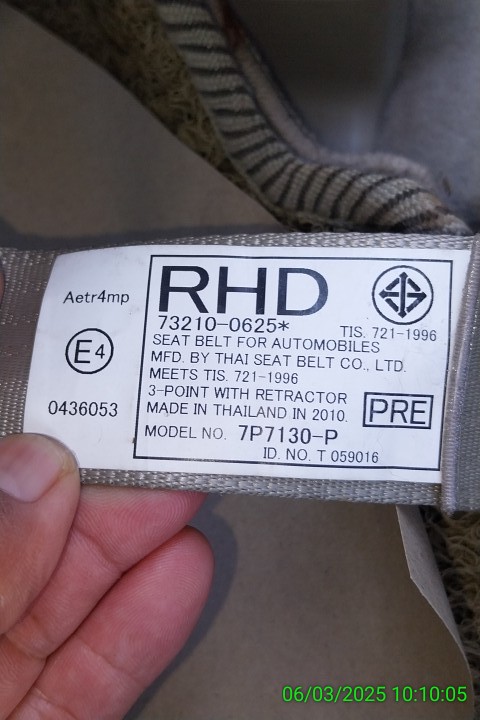 Aetr4mp
E4
0436053
RHD
73210-0625*
TIS. 721-1996
SEAT BELT FOR AUTOMOBILES
MFD. BY THAI SEAT BELT CO., LTD.
MEETS TIS. 721-1996
3-POINT WITH RETRACTOR
MADE IN THAILAND IN 2010.
PRE
MODEL NO. 7P7130-P
ID. NO. T 059016
06/03/2025 10:10:05